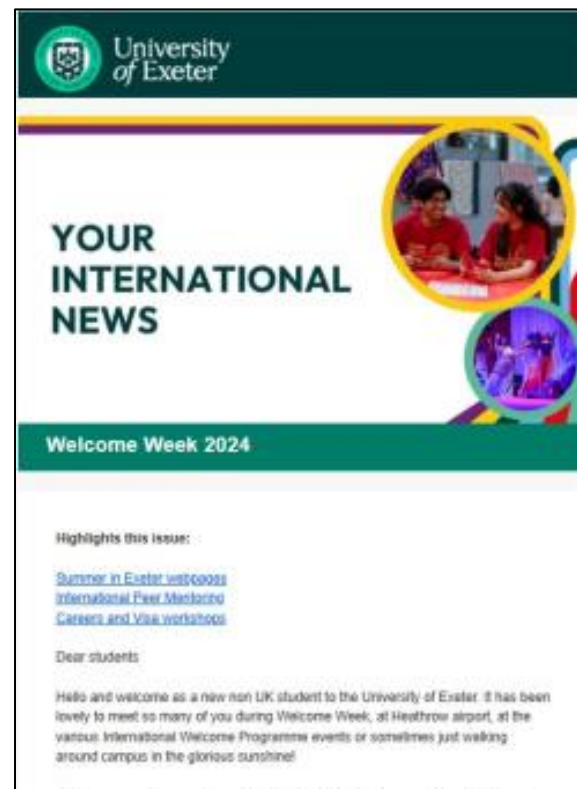 University
of Exeter
YOUR
INTERNATIONAL
NEWS
Welcome Week 2024
Highlights this issue:
Summer in Exeter webpages
International Peer Mentoring
Careers and Visa workshops
Dear students
Hello and welcome as a new non UK student to the University of Exeter. It has been
lovely to meet so many of you during Welcome Week, at Heathrow airport, at the
various International Welcome Programme events or sometimes just walking
around campus in the glorious sunshine!